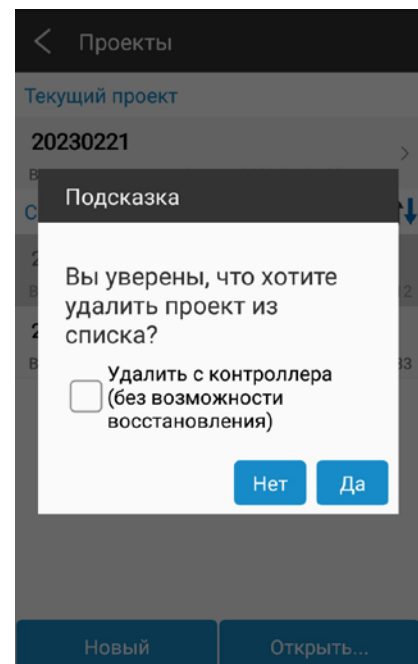 Проекты
Текущий проект
20230221
Подсказка
Вы уверены, что хотите
удалить проект из
списка?
Удалить с контроллера
(без возможности
восстановления)
Нет
Да
Новый
Открыть...